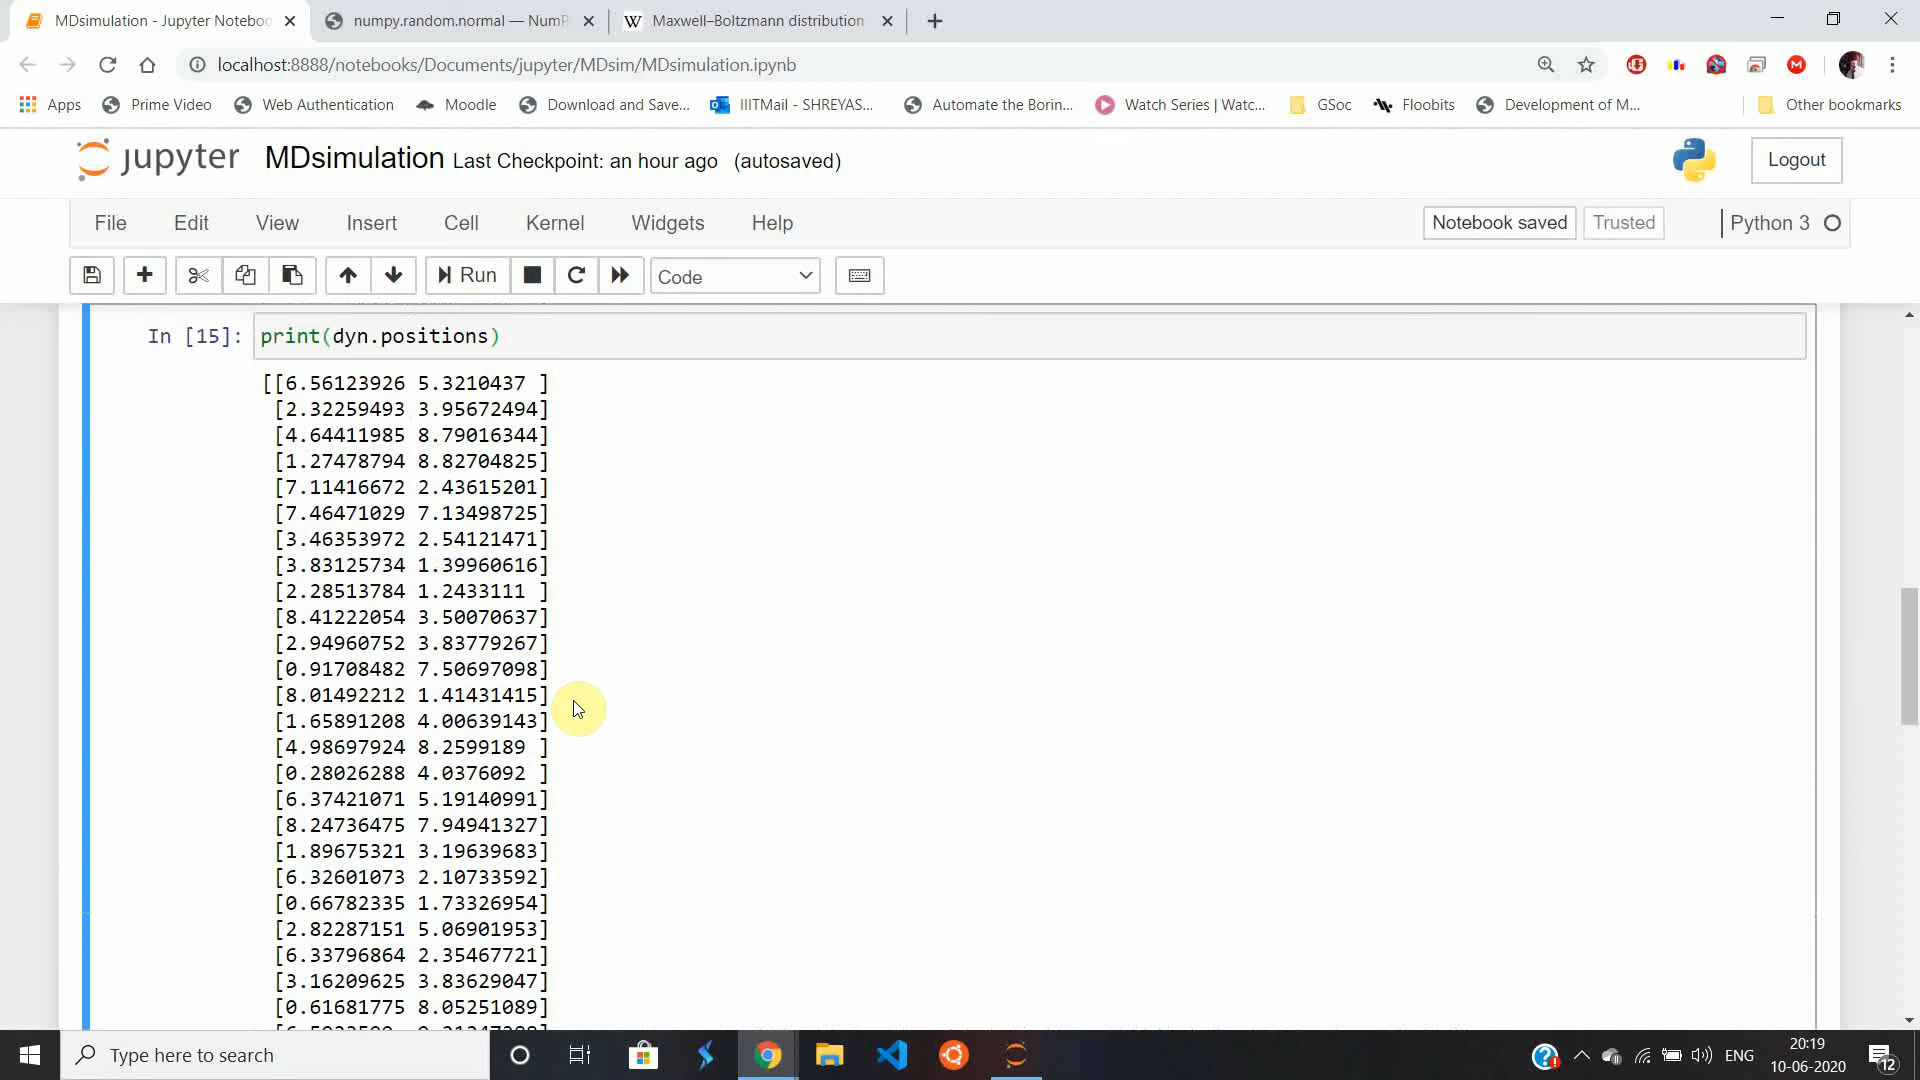 MDsimulation - Jupyter Noteboo
numpy.random.normal — NumP
Maxwell–Boltzmann distribution
localhost:8888/notebooks/Documents/jupyter/MDsim/MDsimulation.ipynb
Apps Prime Video Web Authentication Moodle Download and Save... IIITMail - SHREYAS... Automate the Borin... Watch Series | Watc... GSoc Floobits Development of M... Other bookmarks
jupyter MDsimulation Last Checkpoint: an hour ago (autosaved) Logout
File Edit View Insert Cell Kernel Widgets Help Notebook saved Trusted Python 3
Run Code
In [15]: print(dyn.positions)
[[6.56123926 5.3210437 ]
[2.32259493 3.95672494]
[4.64411985 8.79016344]
[1.27478794 8.82704825]
[7.11416672 2.43615201]
[7.46471029 7.13498725]
[3.46353972 2.54121471]
[3.83125734 1.39960616]
[2.28513784 1.2433111 ]
[8.41222054 3.50070637]
[2.94960752 3.83779267]
[0.91708482 7.50697098]
[8.01492212 1.41431415]
[1.65891208 4.00639143]
[4.98697924 8.2599189 ]
[0.28026288 4.0376092 ]
[6.37421071 5.19140991]
[8.24736475 7.94941327]
[1.89675321 3.19639683]
[6.32601073 2.10733592]
[0.66782335 1.73326954]
[2.82287151 5.06901953]
[6.33796864 2.35467721]
[3.16209625 3.83629047]
[0.61681775 8.05251089]
Type here to search
ENG
20:19
10-06-2020
12